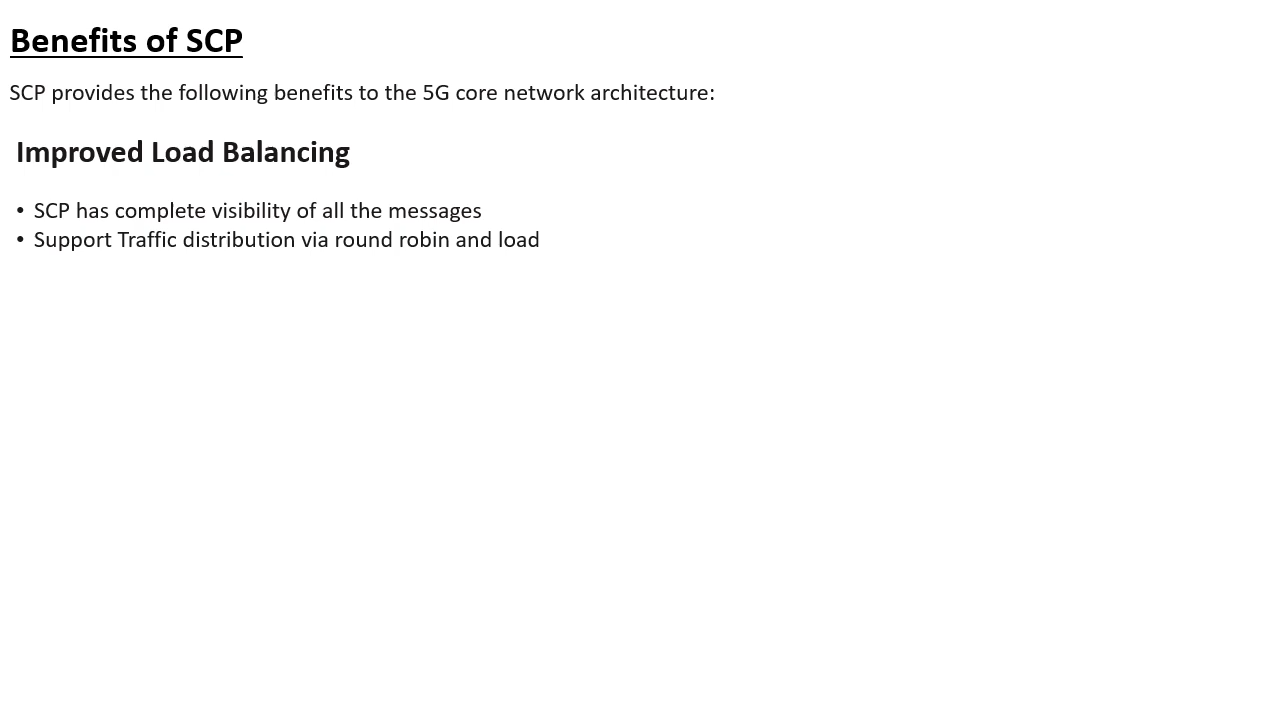 Benefits of SCP
SCP provides the following benefits to the 5G core network architecture:
Improved Load Balancing
• SCP has complete visibility of all the messages
• Support Traffic distribution via round robin and load